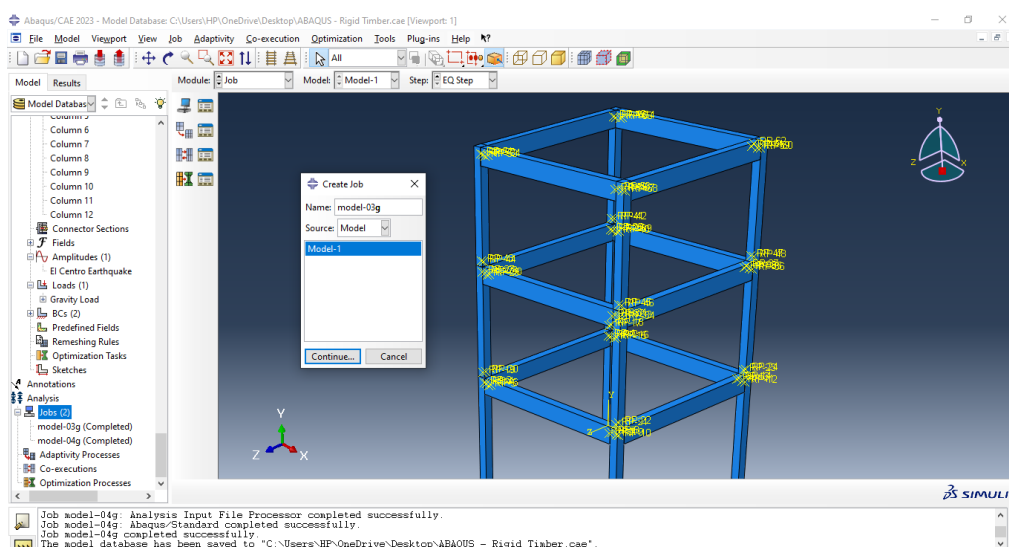 Abaqus/CAE 2023 - Model Database: C:\Users\HP\OneDrive\Desktop\ABAQUS - Rigid Timber.cae [Viewport: 1]
File Model Viewport View Job Adaptivity Co-execution Optimization Tools Plug-ins Help
All
Model Results
Module: Job Model: Model-1 Step: EQ Step
Model Databas
Column 6
Column 7
Column 8
Column 9
Column 10
Column 11
Column 12
Connector Sections
Fields
Amplitudes (1)
El Centro Earthquake
Loads (1)
Gravity Load
BCs (2)
Predefined Fields
Remeshing Rules
Optimization Tasks
Sketches
Annotations
Analysis
Jobs (2)
model-03g (Completed)
model-04g (Completed)
Adaptivity Processes
Co-executions
Optimization Processes
Create Job
Name: model-03g
Source: Model
Model-1
Continue... Cancel
Y
Z X
Y
Z X
Y
Z
SIMULI
Job model-04g: Analysis Input File Processor completed successfully.
Job model-04g: Abaqus/Standard completed successfully.
Job model-04g completed successfully.
The model database has been saved to "C:\Users\HP\OneDrive\Desktop\ABAQUS - Rigid Timber.cae".